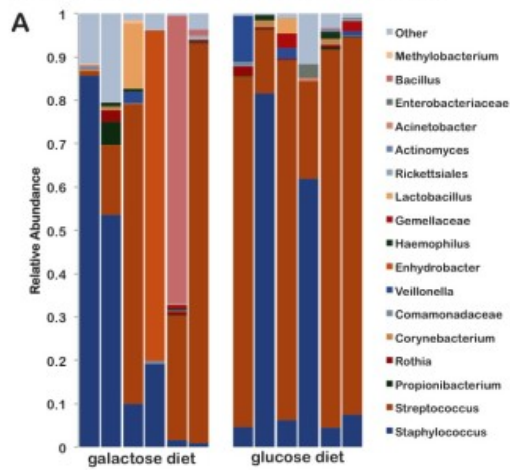 A
Relative Abundance
1
0.9
0.8
0.7
0.6
0.5
0.4
0.3
0.2
0.1
0
galactose diet
glucose diet
Other
Methylobacterium
Bacillus
Enterobacteriaceae
Acinetobacter
Actinomyces
Rickettsiales
Lactobacillus
Gemellaceae
Haemophilus
Enhydrobacter
Veillonella
Comamonadaceae
Corynebacterium
Rothia
Propionibacterium
Streptococcus
Staphylococcus